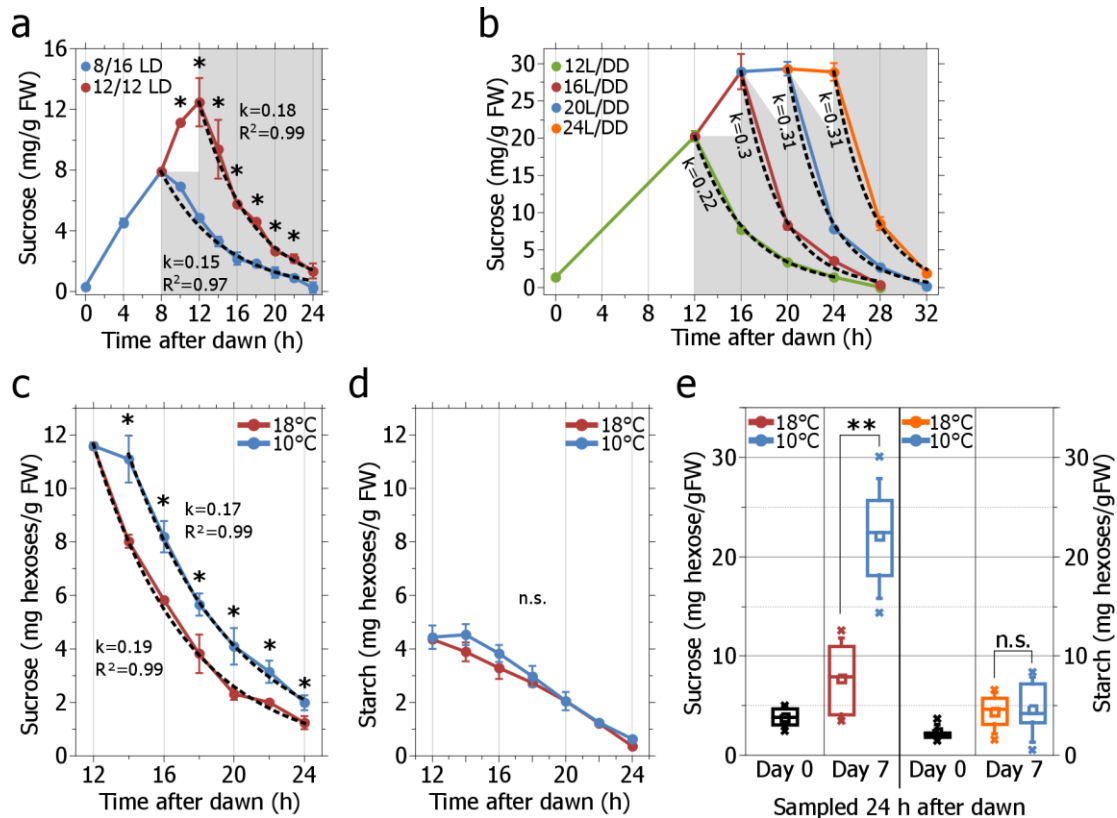 a
16
12
8
4
0
Sucrose (mg/g FW)
8/16 LD
12/12 LD
*
*
*
*
*
*
*
*
k=0.18
R²=0.99
k=0.15
R²=0.97
0 4 8 12 16 20 24
Time after dawn (h)
b
30
25
20
15
10
5
0
Sucrose (mg/g FW)
12L/DD
16L/DD
20L/DD
24L/DD
k=0.22
k=0.3
k=0.31
k=0.31
0 4 8 12 16 20 24 28 32
Time after dawn (h)
c
12
10
8
6
4
2
0
Sucrose (mg hexoses/g FW)
18°C
10°C
*
*
*
*
*
*
k=0.17
R²=0.99
k=0.19
R²=0.99
12 16 20 24
Time after dawn (h)
d
12
10
8
6
4
2
0
Starch (mg hexoses/g FW)
18°C
10°C
n.s.
12 16 20 24
Time after dawn (h)
e
30
20
10
0
Sucrose (mg hexose/gFW)
18°C
10°C
**
18°C
10°C
n.s.
30
20
10
0
Starch (mg hexoses/gFW)
Day 0 Day 7 Day 0 Day 7
Sampled 24 h after dawn